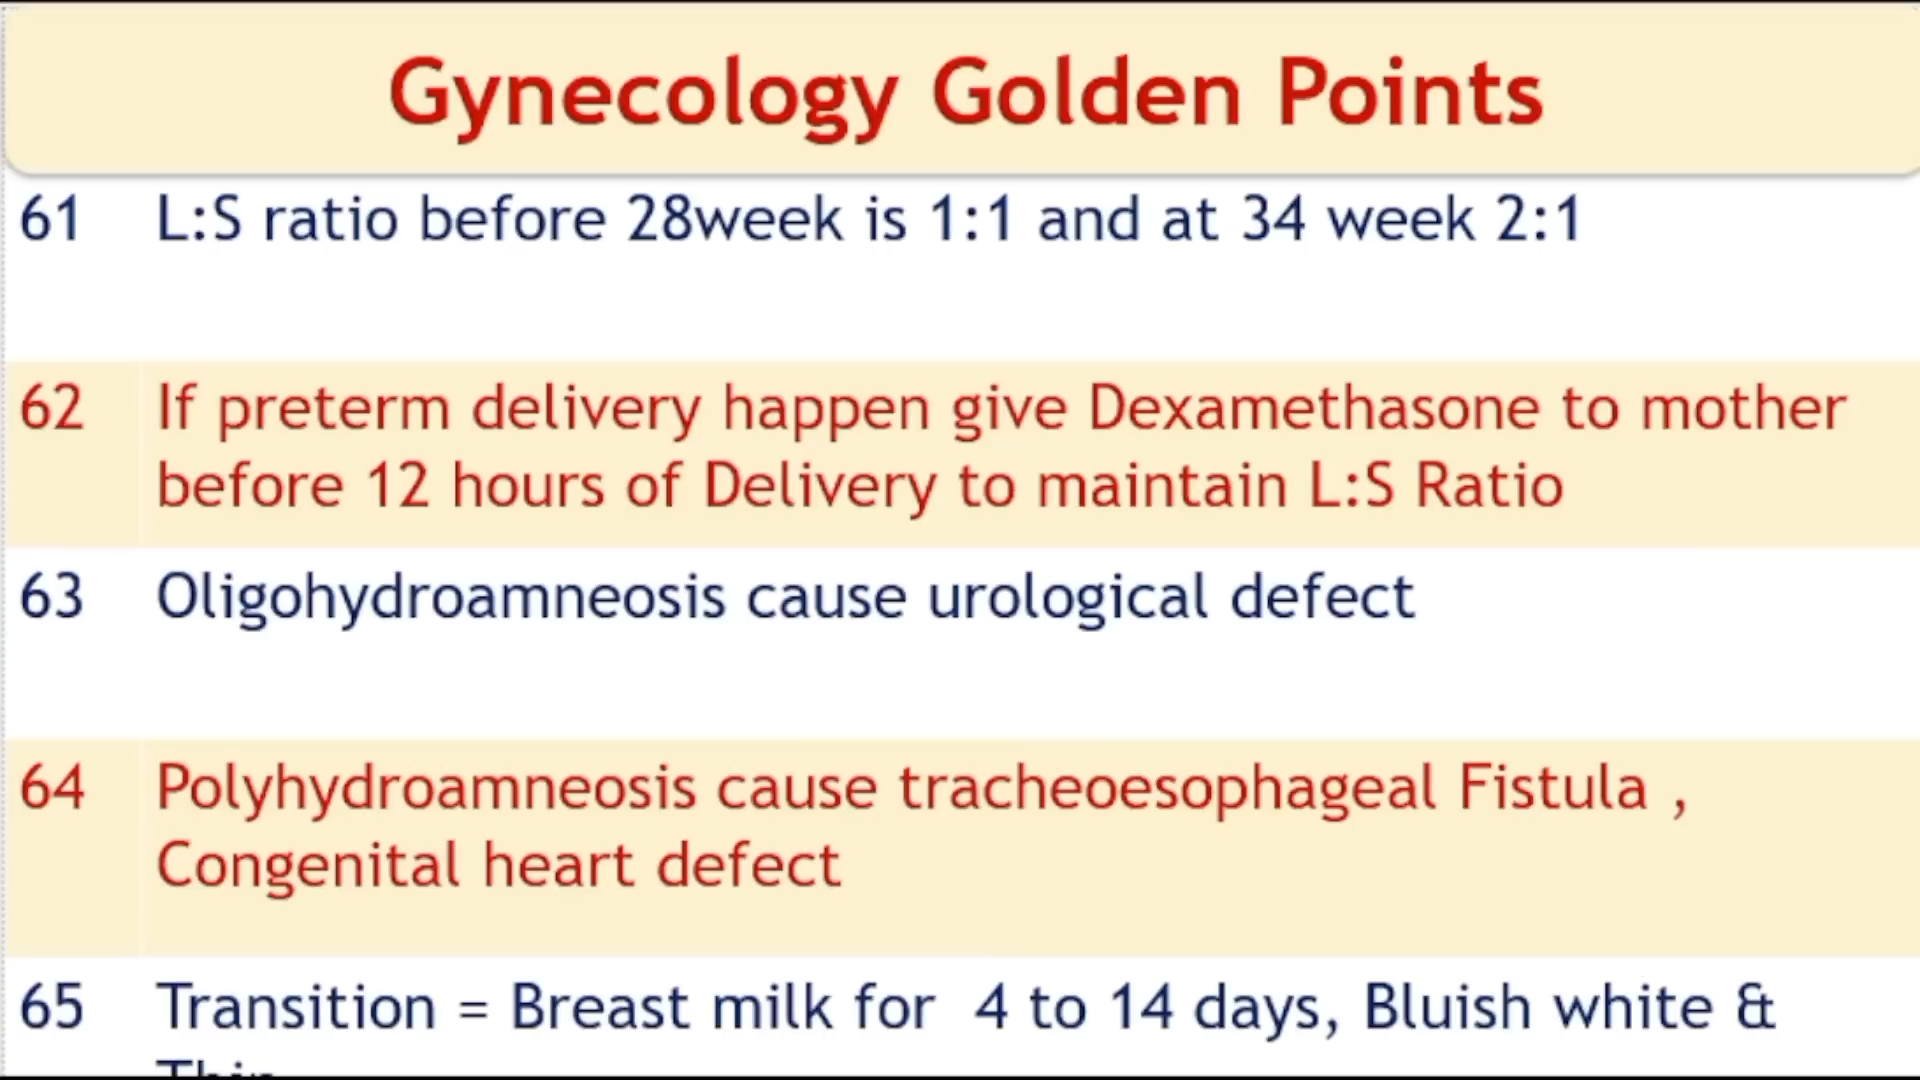 Gynecology Golden Points
61 L:S ratio before 28week is 1:1 and at 34 week 2:1
62 If preterm delivery happen give Dexamethasone to mother
before 12 hours of Delivery to maintain L:S Ratio
63 Oligohydroamneosis cause urological defect
64 Polyhydroamneosis cause tracheoesophageal Fistula ,
Congenital heart defect
65 Transition = Breast milk for 4 to 14 days, Bluish white &